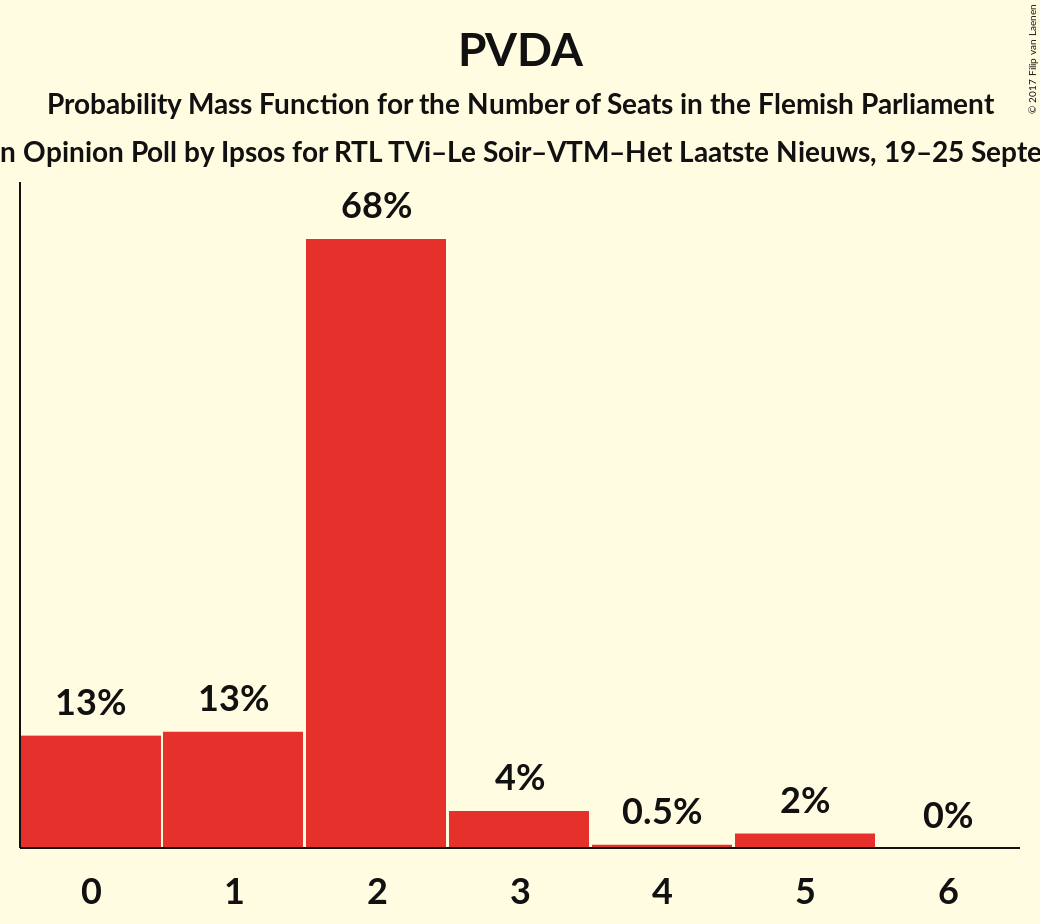 PVDA
Probability Mass Function for the Number of Seats in the Flemish Parliament
n Opinion Poll by Ipsos for RTL TVi–Le Soir–VTM–Het Laatste Nieuws, 19–25 Septe
© 2017 Filip van Laenen
68%
13%
13%
4%
0.5%
2%
0%
0 1 2 3 4 5 6